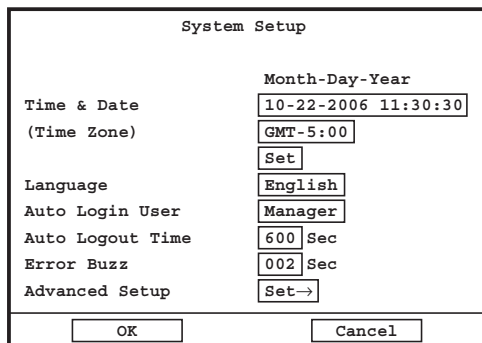 System Setup
Month-Day-Year
Time & Date 10-22-2006 11:30:30
(Time Zone) GMT-5:00
Set
Language English
Auto Login User Manager
Auto Logout Time 600 Sec
Error Buzz 002 Sec
Advanced Setup Set→
OK Cancel